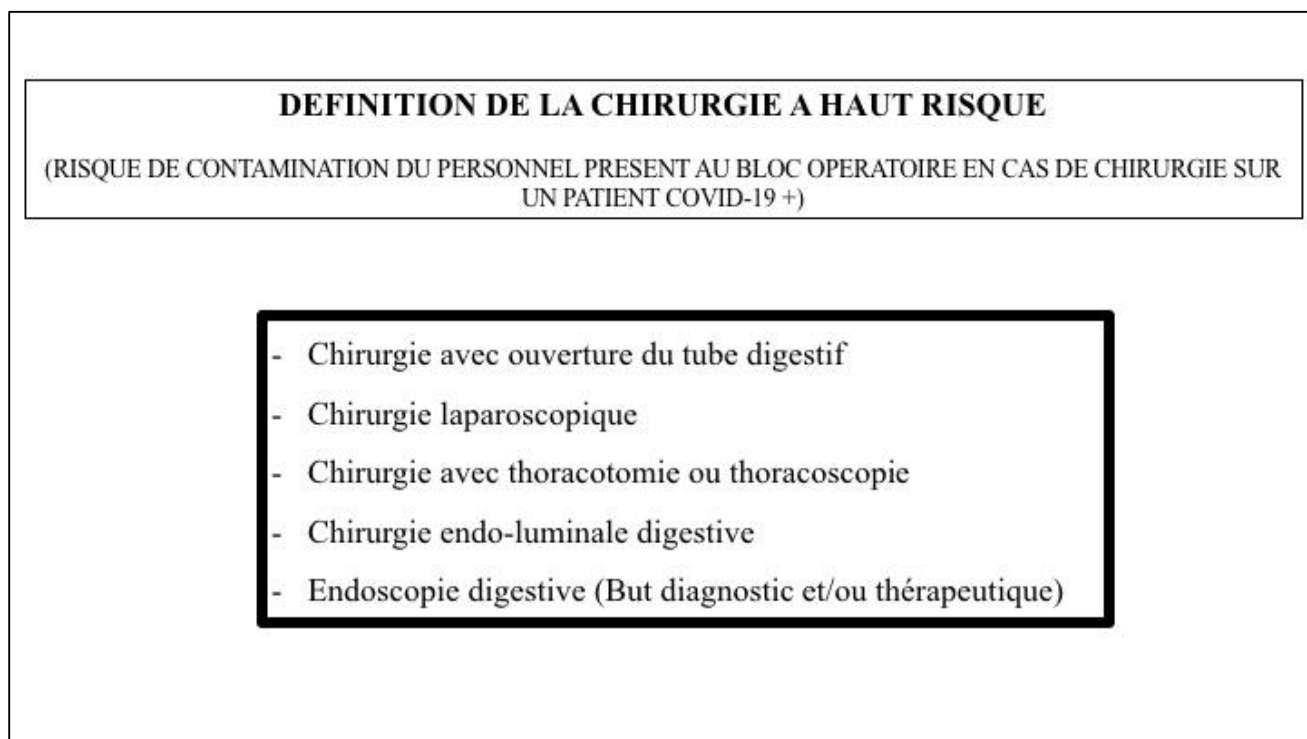 DEFINITION DE LA CHIRURGIE A HAUT RISQUE
(RISQUE DE CONTAMINATION DU PERSONNEL PRESENT AU BLOC OPERATOIRE EN CAS DE CHIRURGIE SUR
UN PATIENT COVID-19 +)
- Chirurgie avec ouverture du tube digestif
- Chirurgie laparoscopique
- Chirurgie avec thoracotomie ou thoracoscopie
- Chirurgie endo-luminale digestive
- Endoscopie digestive (But diagnostic et/ou thérapeutique)